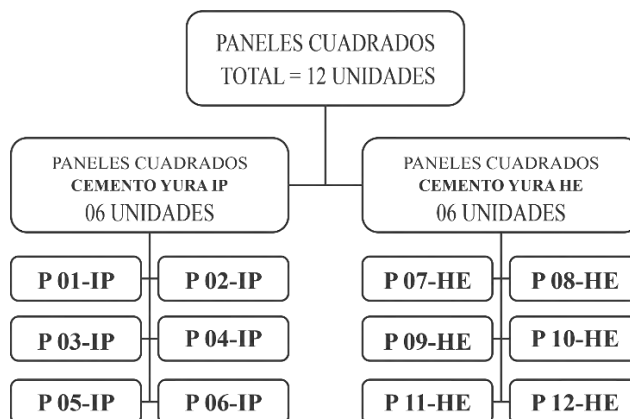 PANELES CUADRADOS
TOTAL = 12 UNIDADES
PANELES CUADRADOS
CEMENTO YURA IP
06 UNIDADES
PANELES CUADRADOS
CEMENTO YURA HE
06 UNIDADES
P 01-IP
P 02-IP
P 07-HE
P 08-HE
P 03-IP
P 04-IP
P 09-HE
P 10-HE
P 05-IP
P 06-IP
P 11-HE
P 12-HE